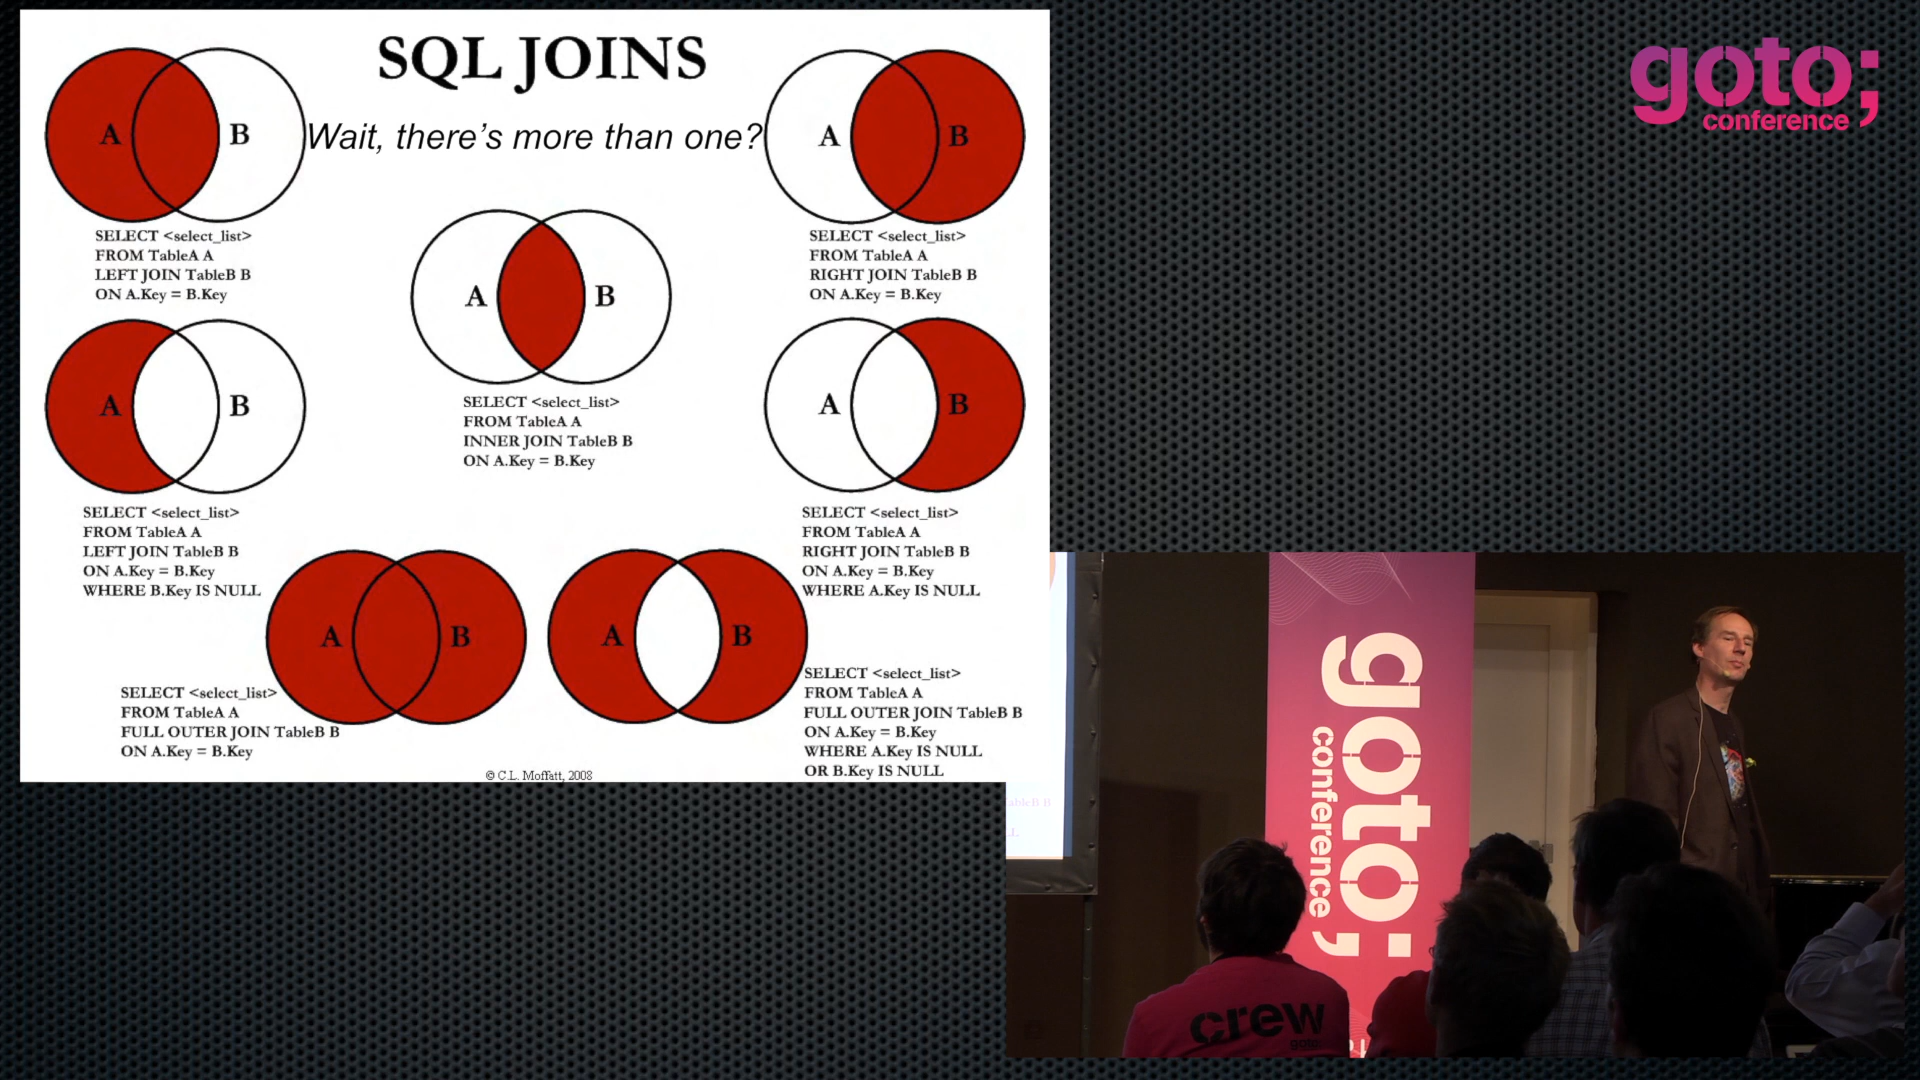 SQL JOINS
Wait, there's more than one?
A
B
SELECT <select_list>
FROM TableA A
LEFT JOIN TableB B
ON A.Key = B.Key
A
B
SELECT <select_list>
FROM TableA A
RIGHT JOIN TableB B
ON A.Key = B.Key
A
B
SELECT <select_list>
FROM TableA A
INNER JOIN TableB B
ON A.Key = B.Key
A
B
SELECT <select_list>
FROM TableA A
LEFT JOIN TableB B
ON A.Key = B.Key
WHERE B.Key IS NULL
A
B
SELECT <select_list>
FROM TableA A
RIGHT JOIN TableB B
ON A.Key = B.Key
WHERE A.Key IS NULL
A
B
SELECT <select_list>
FROM TableA A
FULL OUTER JOIN TableB B
ON A.Key = B.Key
A
B
SELECT <select_list>
FROM TableA A
FULL OUTER JOIN TableB B
ON A.Key = B.Key
WHERE A.Key IS NULL
OR B.Key IS NULL
© C.L. Moffatt, 2008
goto;
conference
goto;
conference
crew
goto;